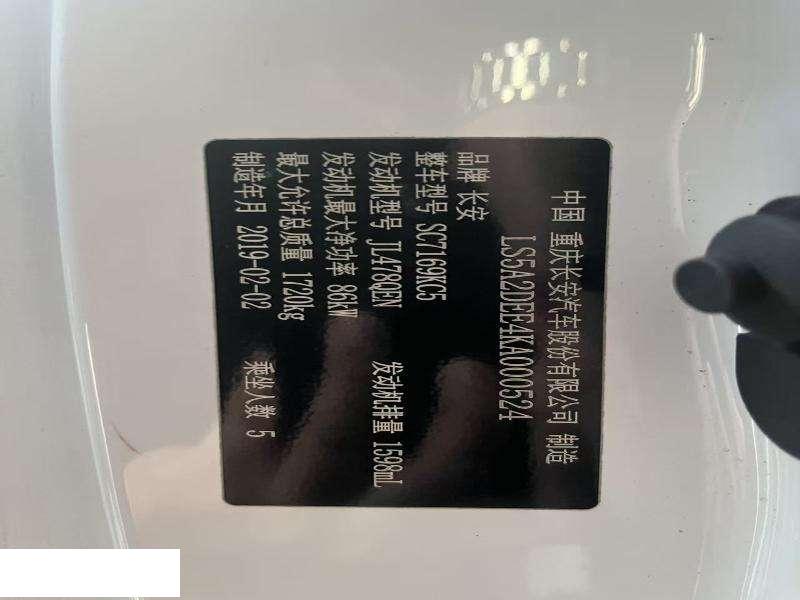 中国 重庆长安汽车股份有限公司 制造
LS5A2DEE4KA000524
品牌 长安
整车型号 SC7169KC5
发动机型号 JL478QEN 发动机排量 1598mL
发动机最大净功率 86kW
最大允许总质量 1720kg
制造年月 2019-02-02 乘坐人数 5